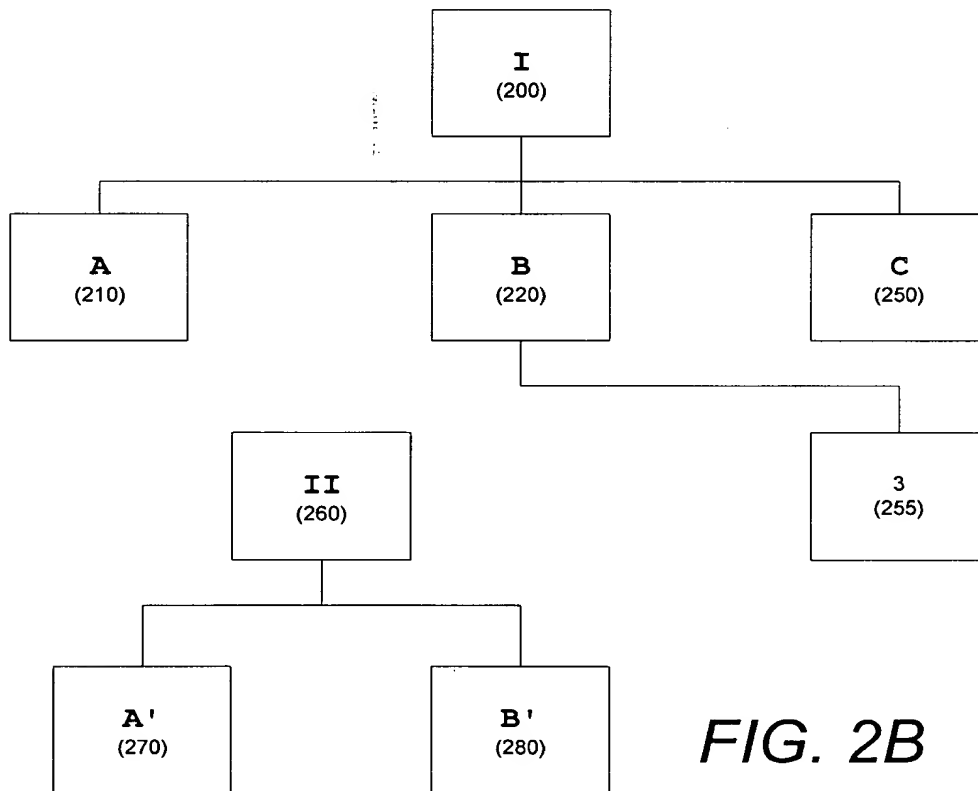 I
(200)
A
(210)
B
(220)
C
(250)
3
(255)
II
(260)
A'
(270)
B'
(280)
FIG. 2B